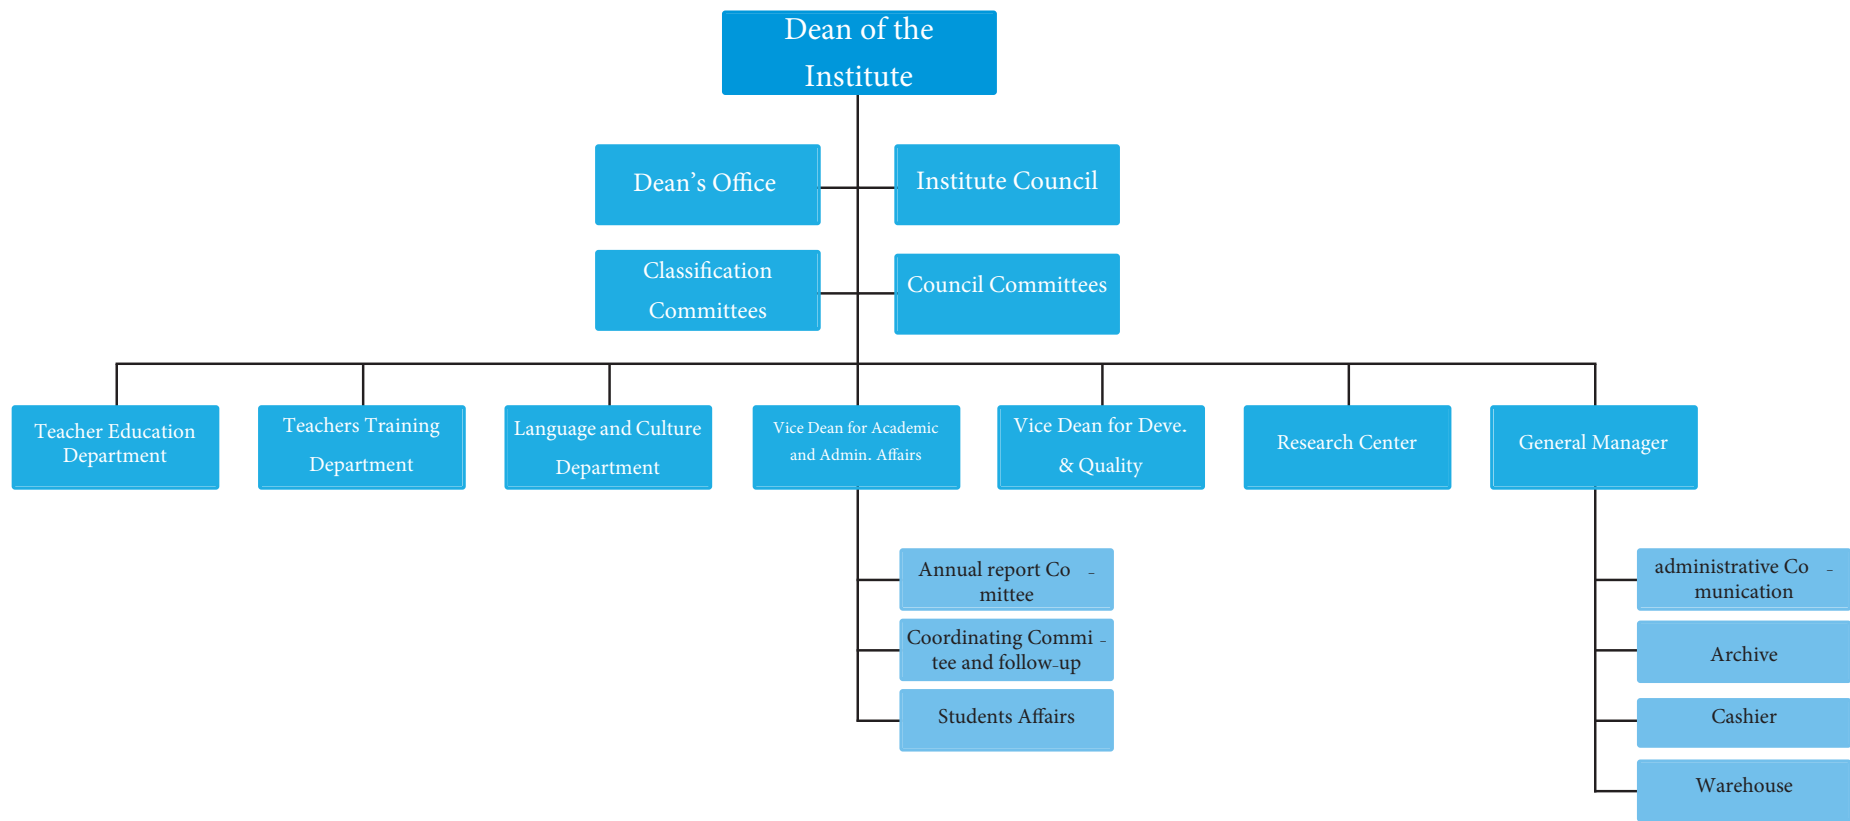 Dean of the
Institute
Dean’s Office
Institute Council
Classification
Committees
Council Committees
Teacher Education
Department
Teachers Training
Department
Language and Culture
Department
Vice Dean for Academic
and Admin. Affairs
Vice Dean for Deve.
& Quality
Research Center
General Manager
Annual report Co -
mittee
Coordinating Commi -
tee and follow-up
Students Affairs
administrative Co -
munication
Archive
Cashier
Warehouse